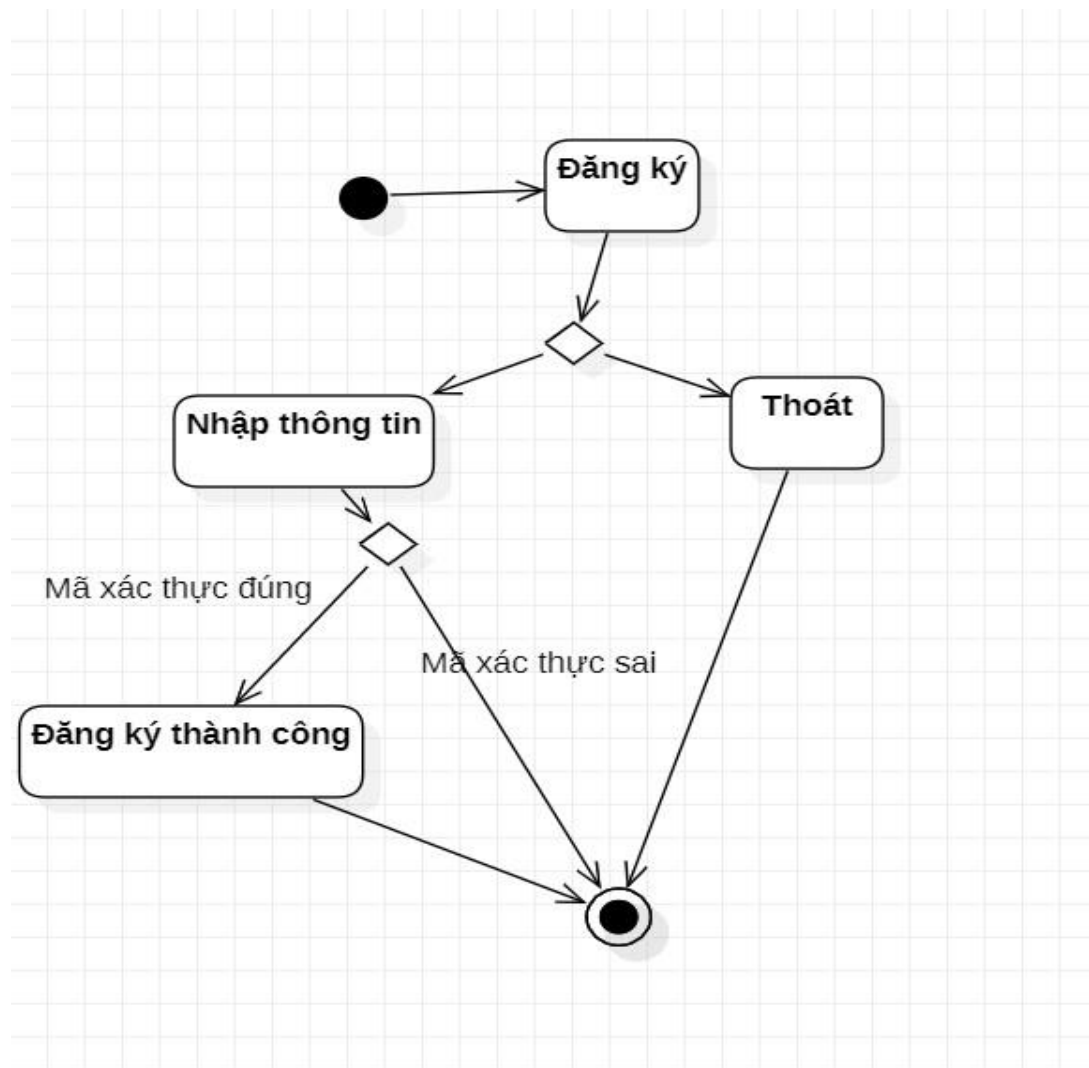 Đăng ký
Nhập thông tin
Thoát
Mã xác thực đúng
Mã xác thực sai
Đăng ký thành công